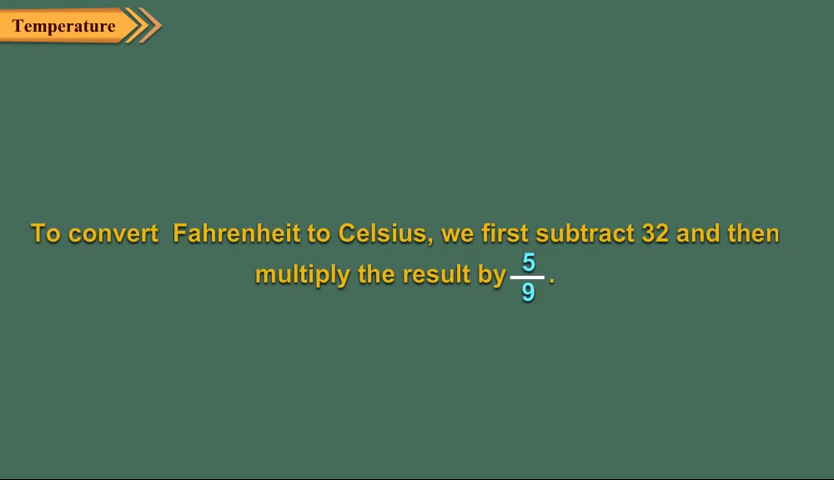 Temperature
To convert Fahrenheit to Celsius, we first subtract 32 and then
multiply the result by 5/9.